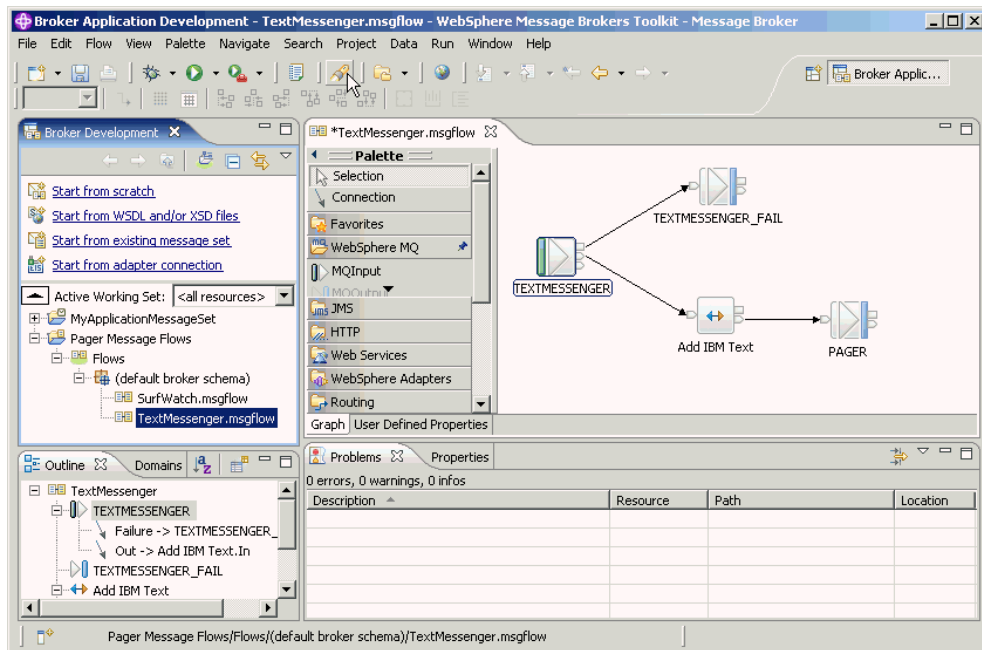 Broker Application Development - TextMessenger.msgflow - WebSphere Message Brokers Toolkit - Message Broker
File Edit Flow View Palette Navigate Search Project Data Run Window Help
Broker Applic...
Broker Development
*TextMessenger.msgflow
Start from scratch
Start from WSDL and/or XSD files
Start from existing message set
Start from adapter connection
Active Working Set: <all resources>
MyApplicationMessageSet
Pager Message Flows
Flows
(default broker schema)
SurfWatch.msgflow
TextMessenger.msgflow
Palette
Selection
Connection
Favorites
WebSphere MQ
MQInput
MQOutput
JMS
HTTP
Web Services
WebSphere Adapters
Routing
Graph User Defined Properties
TEXTMESSENGER_FAIL
TEXTMESSENGER
Add IBM Text
PAGER
Outline Domains
TextMessenger
TEXTMESSENGER
Failure -> TEXTMESSENGER_
Out -> Add IBM Text.In
TEXTMESSENGER_FAIL
Add IBM Text
Problems Properties
0 errors, 0 warnings, 0 infos
Description Resource Path Location
Pager Message Flows/Flows/(default broker schema)/TextMessenger.msgflow